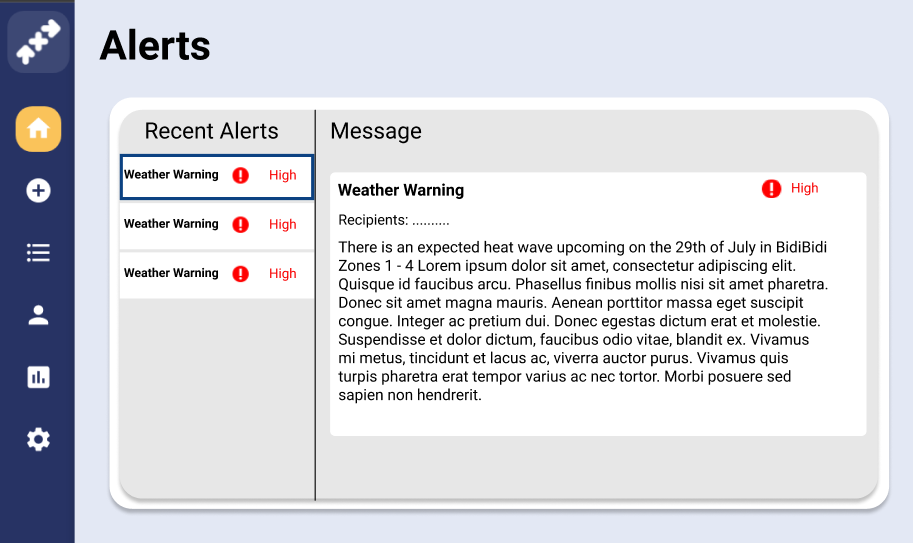 Alerts
Recent Alerts
Weather Warning High
Weather Warning High
Weather Warning High
Message
Weather Warning High
Recipients: ..........
There is an expected heat wave upcoming on the 29th of July in BidiBidi
Zones 1 - 4 Lorem ipsum dolor sit amet, consectetur adipiscing elit.
Quisque id faucibus arcu. Phasellus finibus mollis nisi sit amet pharetra.
Donec sit amet magna mauris. Aenean porttitor massa eget suscipit
congue. Integer ac pretium dui. Donec egestas dictum erat et molestie.
Suspendisse et dolor dictum, faucibus odio vitae, blandit ex. Vivamus
mi metus, tincidunt et lacus ac, viverra auctor purus. Vivamus quis
turpis pharetra erat tempor varius ac nec tortor. Morbi posuere sed
sapien non hendrerit.